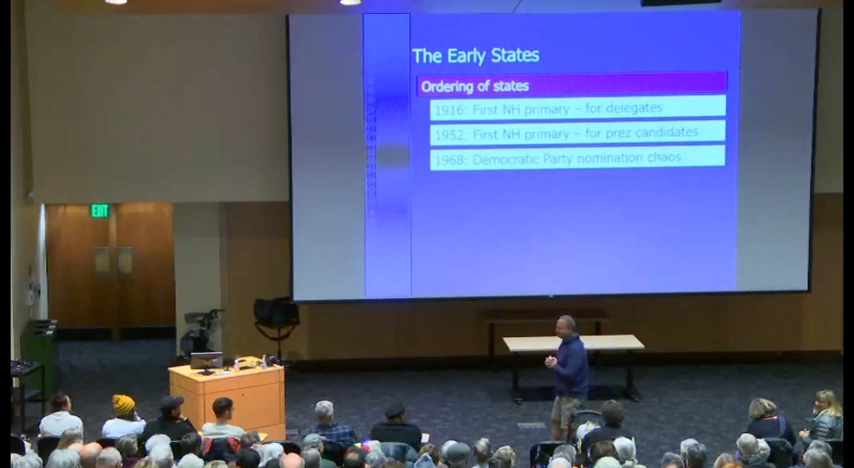 The Early States
Ordering of states
1916: First NH primary – for delegates
1952: First NH primary – for prez candidates
1968: Democratic Party nomination chaos
EXIT